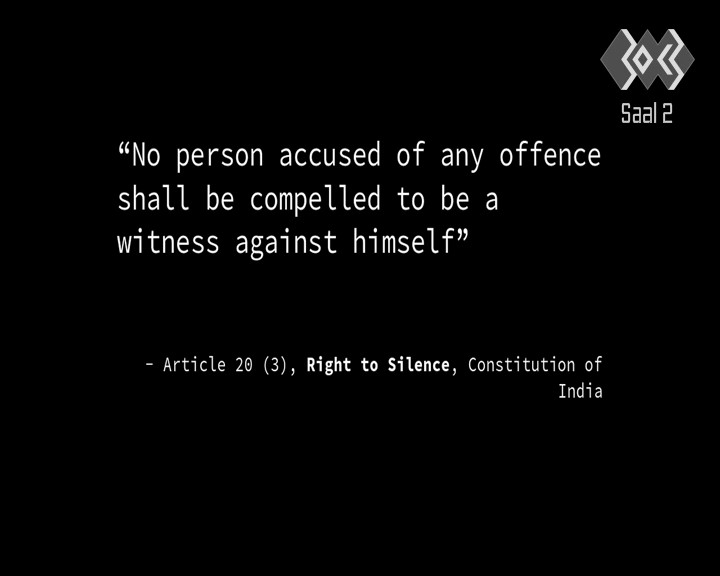 Saal 2
“No person accused of any offence
shall be compelled to be a
witness against himself”
– Article 20 (3), Right to Silence, Constitution of
India